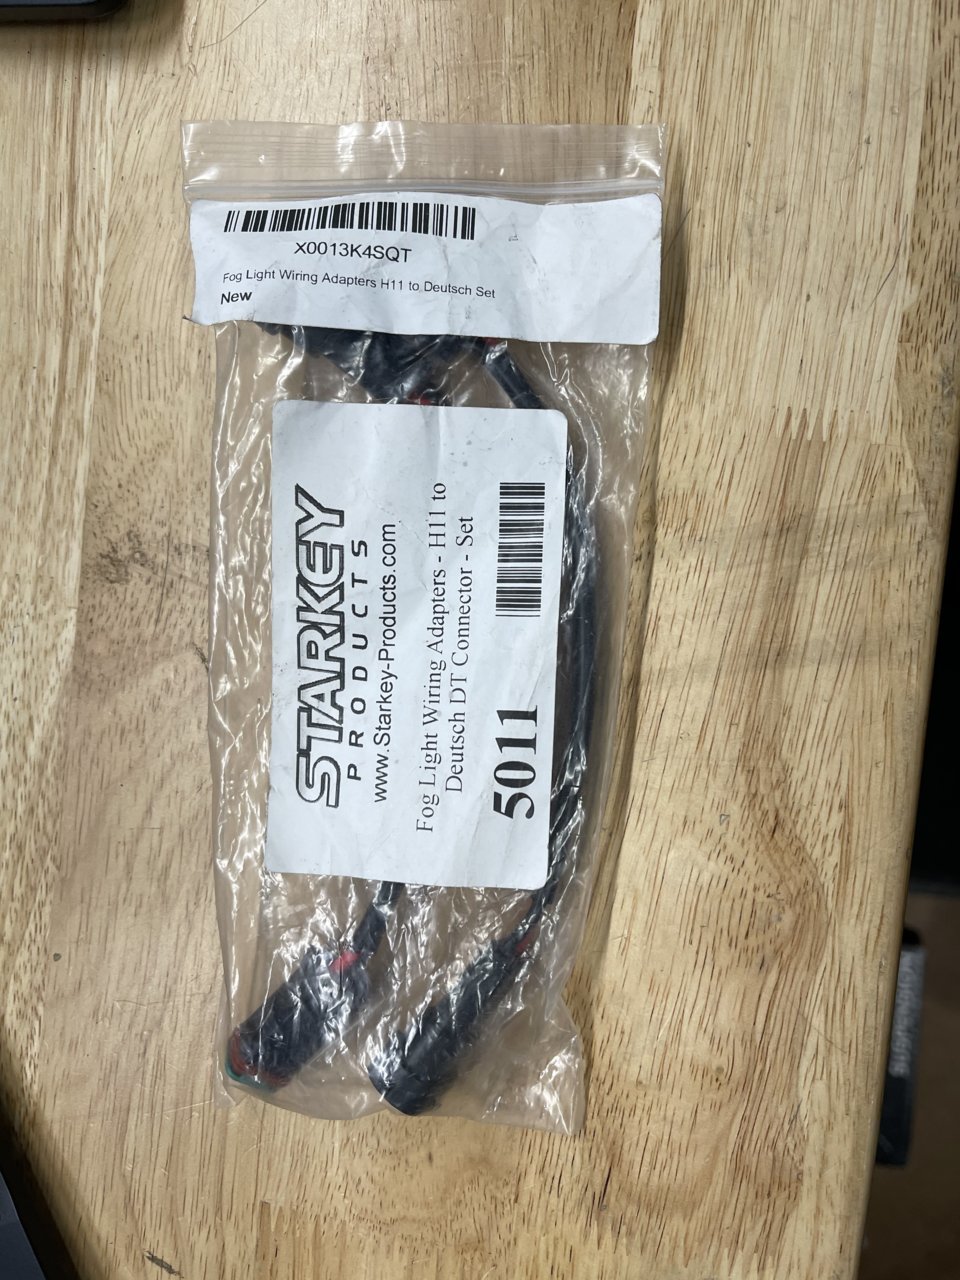 X0013K4SQT
Fog Light Wiring Adapters H11 to Deutsch Set
New
STARKEY
PRODUCTS
www.Starkey-Products.com
Fog Light Wiring Adapters - H11 to
Deutsch DT Connector - Set
5011